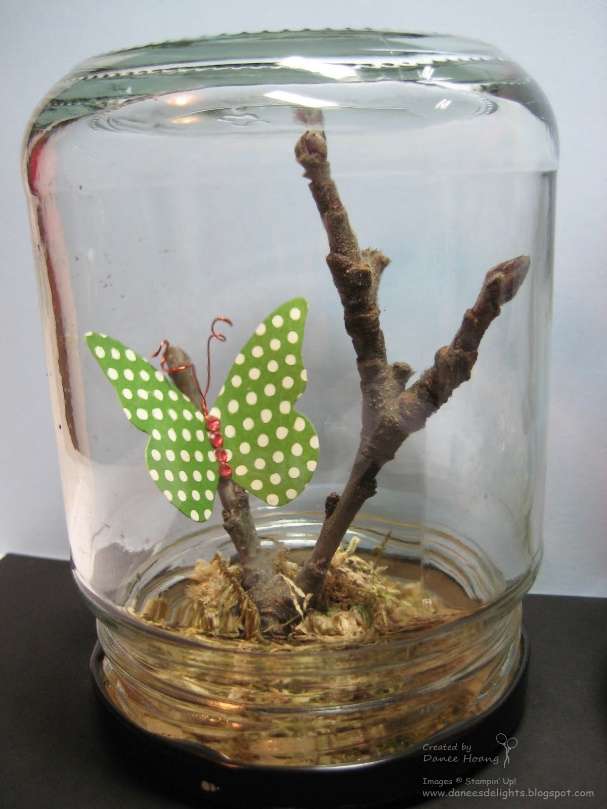 Created by
Danee Hoang
Images © Stampin' Up!
www.daneesdelights.blogspot.com